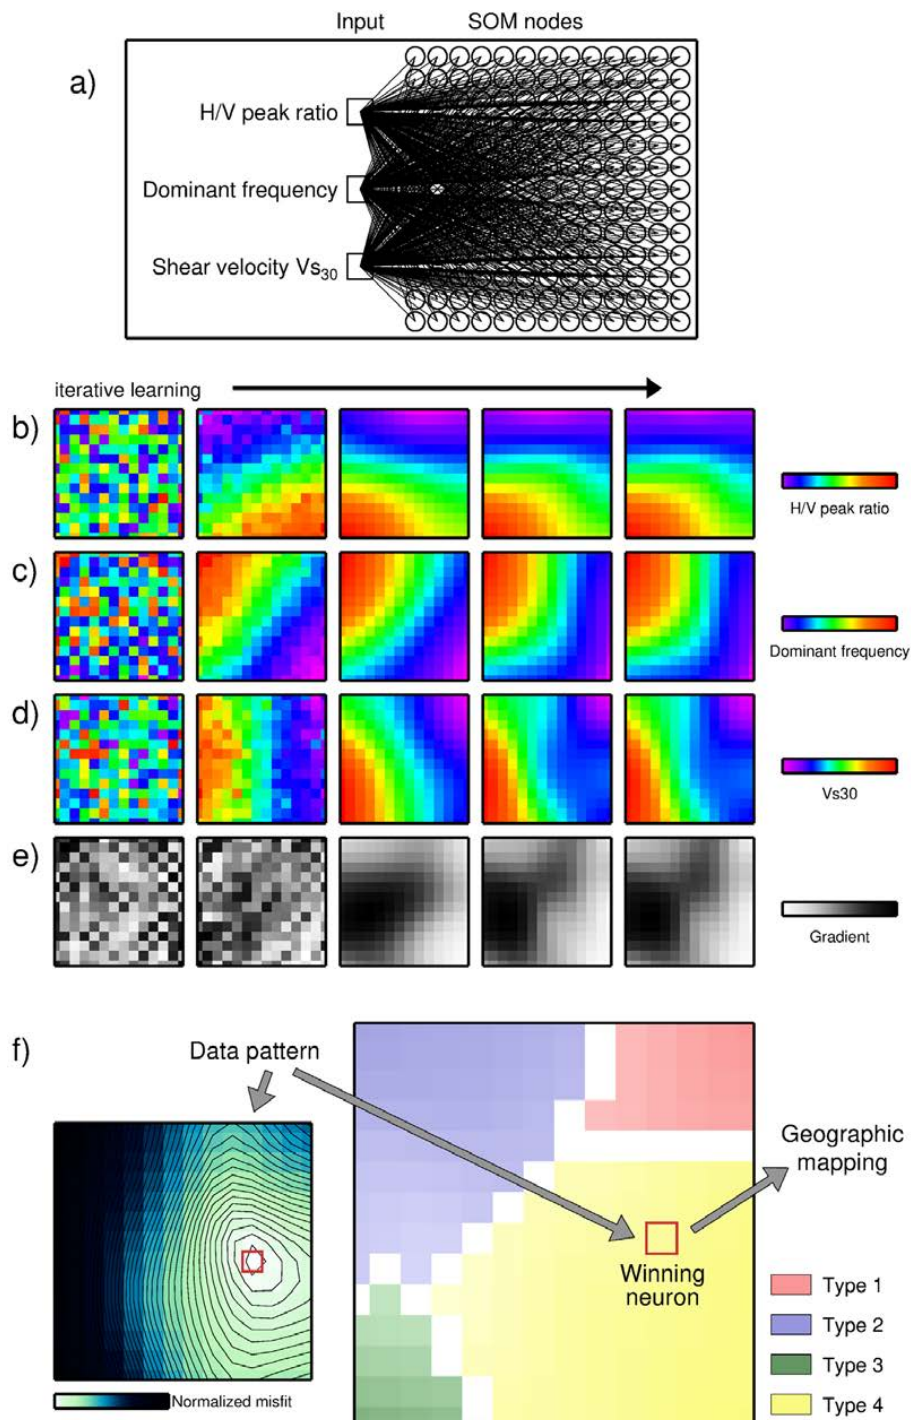 Input SOM nodes
a)
H/V peak ratio
Dominant frequency
Shear velocity Vs30
iterative learning
b)
H/V peak ratio
c)
Dominant frequency
d)
Vs30
e)
Gradient
f)
Data pattern
Geographic
mapping
Winning
neuron
Type 1
Type 2
Type 3
Type 4
Normalized misfit